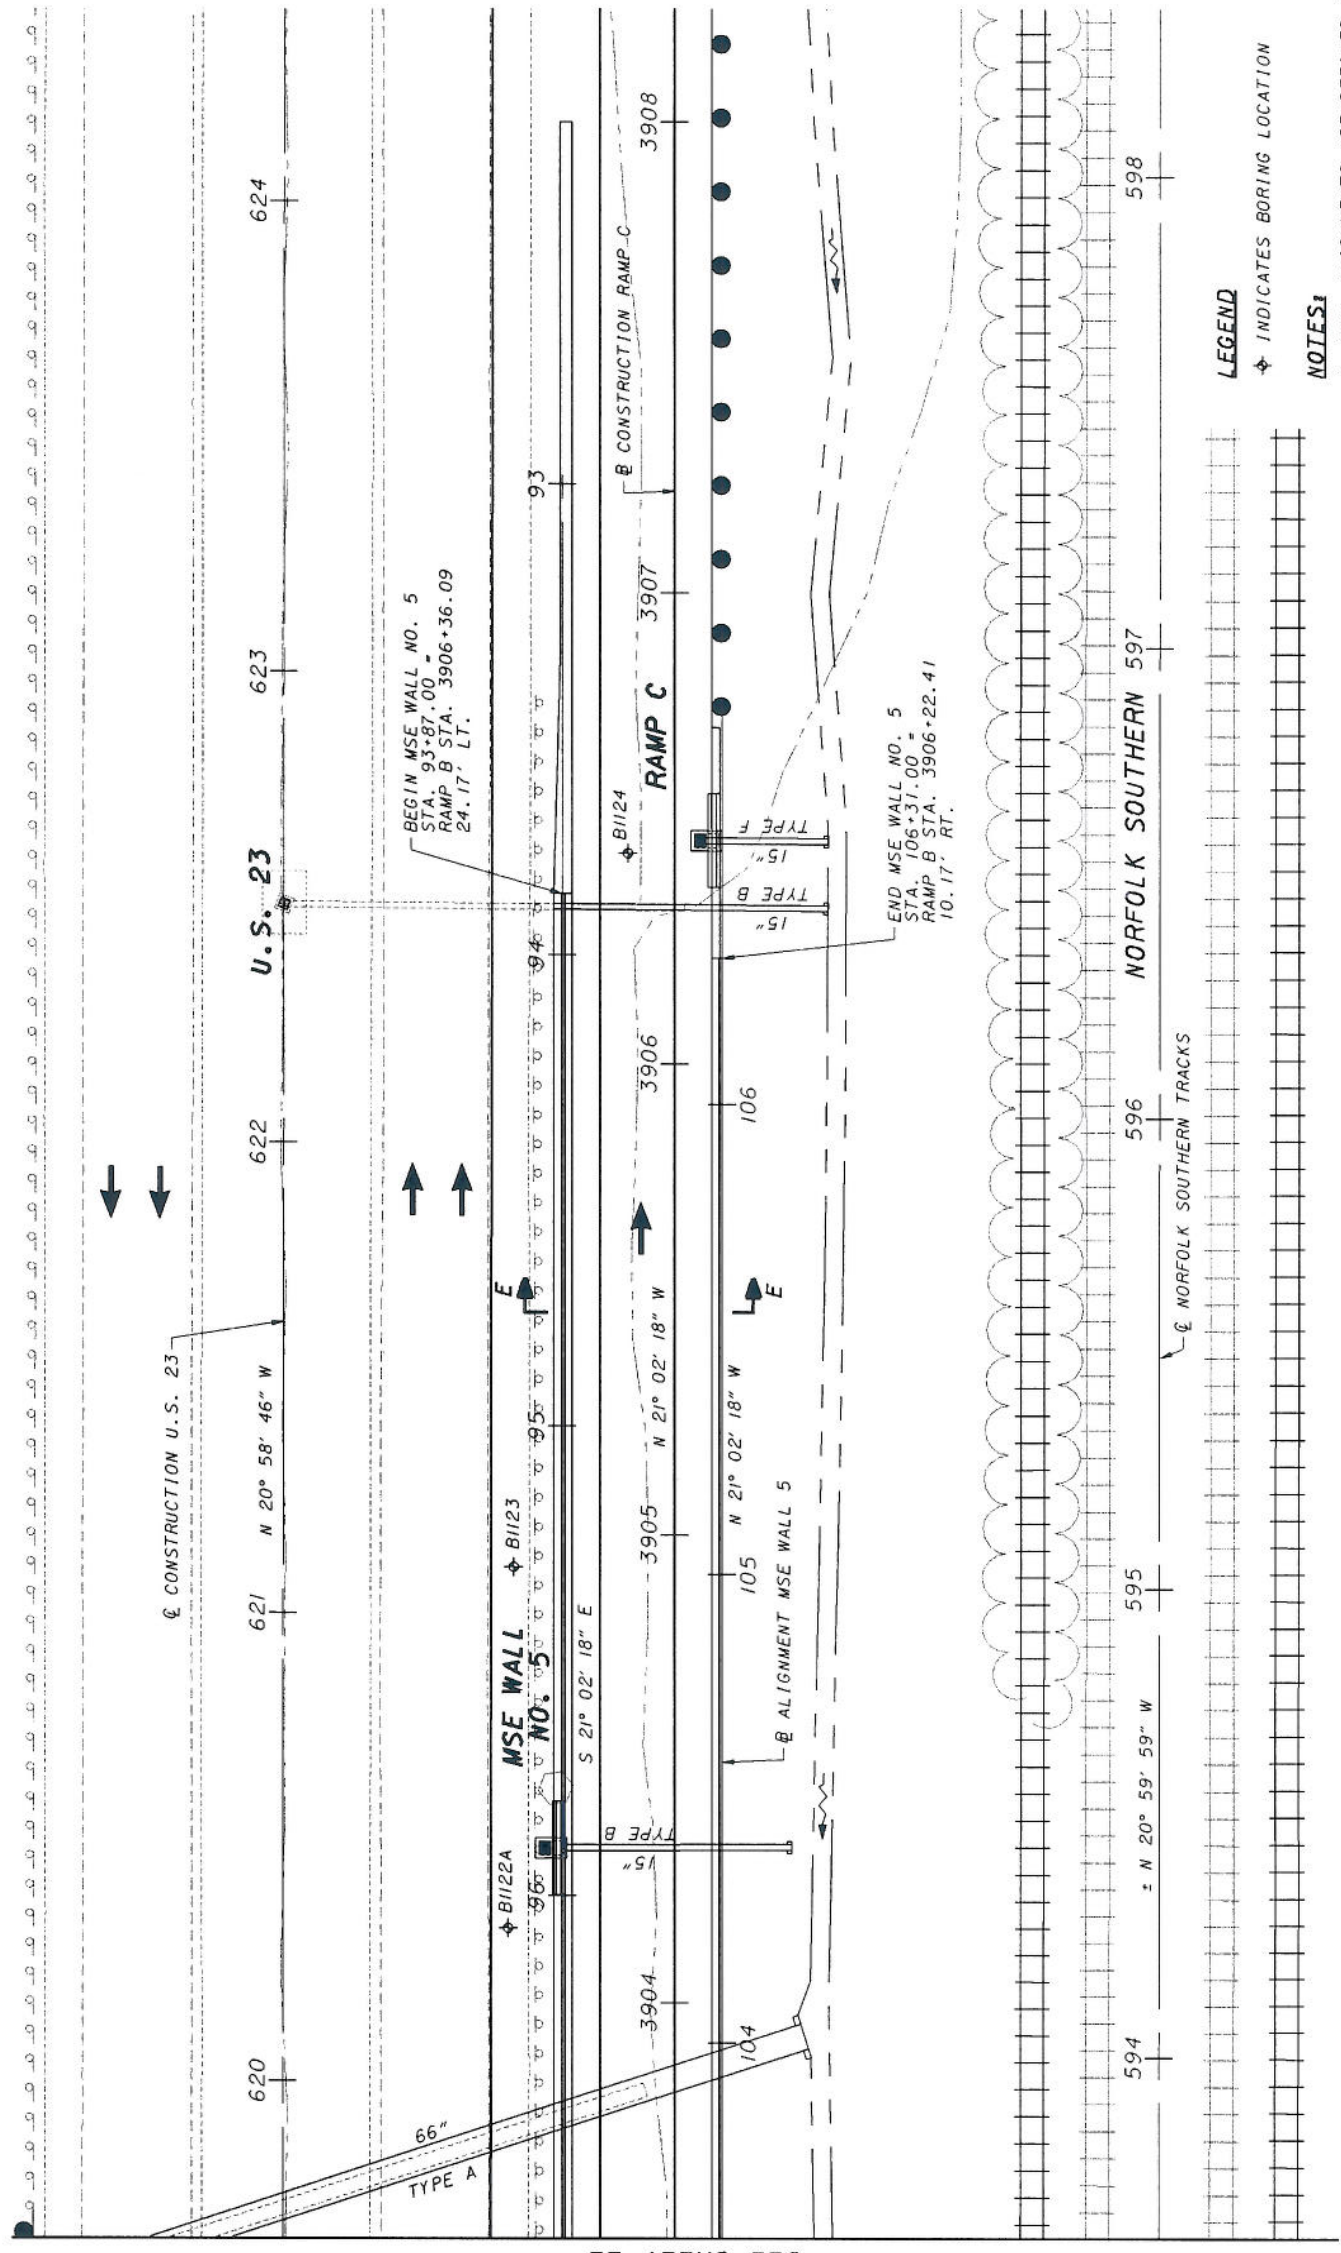 ℄ CONSTRUCTION U.S. 23
N 20° 58' 46" W
620
621
622
623
624
U.S. 23
66"
TYPE A
BEGIN MSE WALL NO. 5
STA. 93+87.00 =
RAMP B STA. 3906+36.09
24.17' LT.
MSE WALL
NO. 5
B1122A
B1123
B1124
E
96
95
94
93
S 21° 02' 18" E
N 21° 02' 18" W
RAMP C
B CONSTRUCTION RAMP C
3904
3905
3906
3907
3908
15"
TYPE B
15"
TYPE B
15"
TYPE F
E
104
105
106
N 21° 02' 18" W
B ALIGNMENT MSE WALL 5
END MSE WALL NO. 5
STA. 106+31.00 =
RAMP B STA. 3906+22.41
10.17' RT.
594
595
596
597
598
± N 20° 59' 59" W
NORFOLK SOUTHERN
℄ NORFOLK SOUTHERN TRACKS
LEGEND
INDICATES BORING LOCATION
NOTES: